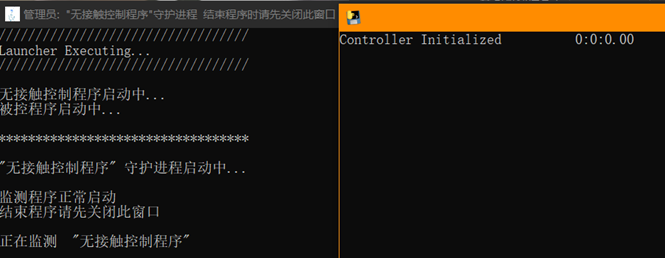 管理员: "无接触控制程序"守护进程 结束程序时请先关闭此窗口
///////////////////////////////////
Launcher Executing...
///////////////////////////////////
无接触控制程序启动中...
被控程序启动中...
***********************************
"无接触控制程序" 守护进程启动中...
监测程序正常启动
结束程序请先关闭此窗口
正在监测 "无接触控制程序"
Controller Initialized 0:0:0.00